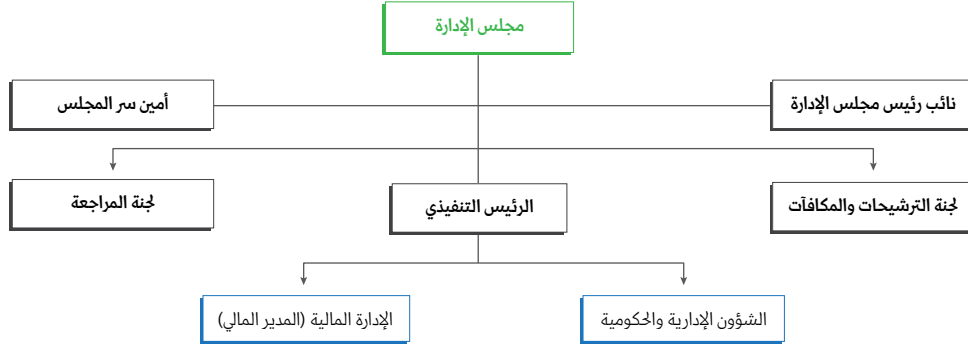 مجلس الإدارة
نائب رئيس مجلس الإدارة
أمين سر المجلس
لجنة الترشيحات والمكافآت
الرئيس التنفيذي
لجنة المراجعة
الشؤون الإدارية والحكومية
الإدارة المالية (المدير المالي)